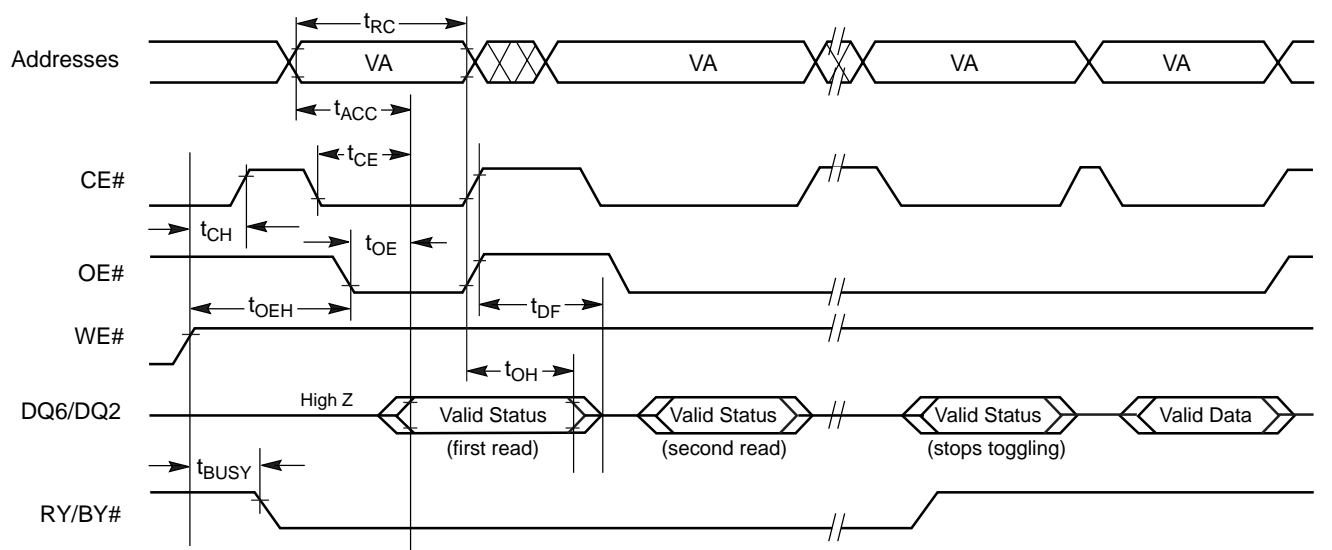 tRC
Addresses VA VA VA VA
tACC
tCE
CE#
tCH tOE
OE#
tOEH tDF
WE#
tOH
DQ6/DQ2 High Z Valid Status Valid Status Valid Status Valid Data
(first read) (second read) (stops toggling)
tBUSY
RY/BY#